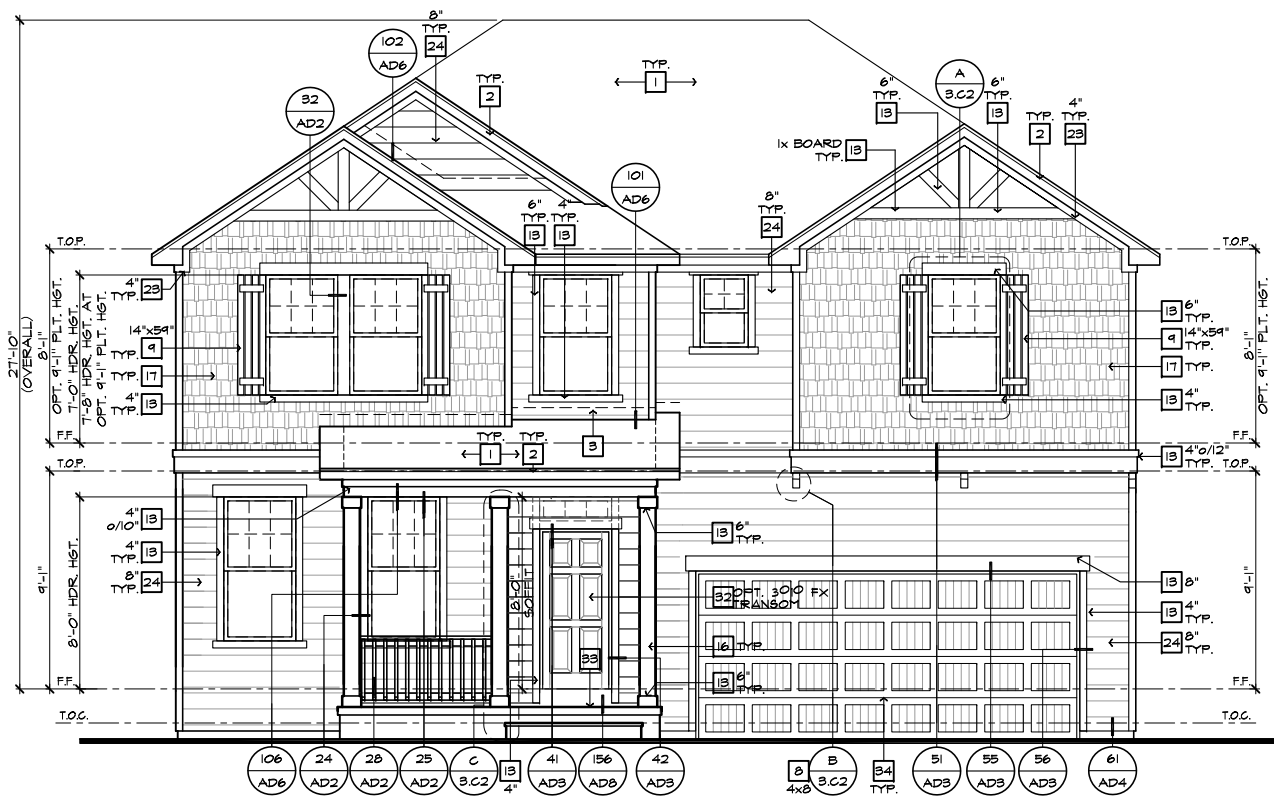 8"
TYP.
24
102
AD6
TYP.
2
32
AD2
TYP.
1
A
3.C2
6"
TYP.
13
6"
TYP.
13
TYP.
2
4"
TYP.
23
1x BOARD
TYP.
13
101
AD6
6"
TYP.
13
4"
TYP.
13
8"
TYP.
24
T.O.P.
T.O.P.
4"
TYP.
23
14"x59"
TYP.
9
TYP.
17
4"
TYP.
13
27'-10"
(OVERALL)
8'-1"
OPT. 9'-1" PLT. HGT.
7'-0" HDR. HGT.
7'-8" HDR. HGT. AT
OPT. 9'-1" PLT. HGT.
13
6"
TYP.
9
14"x59"
TYP.
17
TYP.
13
4"
TYP.
8'-1"
OPT. 9'-1" PLT. HGT.
F.F.
F.F.
3
TYP.
1
TYP.
2
13
4" o/12"
TYP.
T.O.P.
T.O.P.
4"
o/10"
13
4"
TYP.
13
8"
TYP.
24
9'-1"
8'-0" HDR. HGT.
8'-0"
SOFFIT
13
6"
TYP.
32
OPT. 3010 FX
TRANSOM
16
TYP.
33
13
6"
TYP.
13
8"
13
4"
TYP.
24
8"
TYP.
9'-1"
F.F.
F.F.
T.O.C.
T.O.C.
106
AD6
24
AD2
28
AD2
25
AD2
C
3.C2
13
4"
41
AD3
156
AD8
42
AD3
8
4x8
B
3.C2
34
TYP.
51
AD3
55
AD3
56
AD3
61
AD4